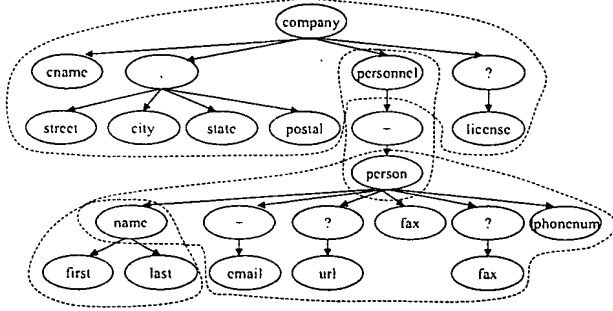 company
cname , personnel ?
street city state postal – license
person
name – ? fax ? phonenum
first last email url fax